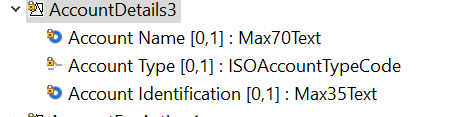 AccountDetails3
Account Name [0,1] : Max70Text
Account Type [0,1] : ISOAccountTypeCode
Account Identification [0,1] : Max35Text